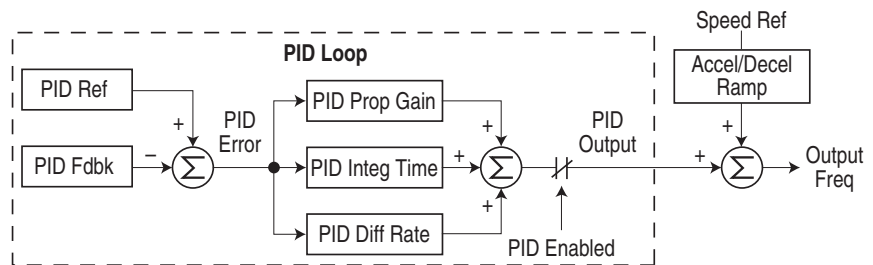 Speed Ref
PID Loop
Accel/Decel
Ramp
PID Ref
PID Prop Gain
+
PID
Error
+
PID
Output
+
PID Fdbk
–
Σ
PID Integ Time
+
Σ
+
Σ
Output
Freq
+
PID Diff Rate
PID Enabled